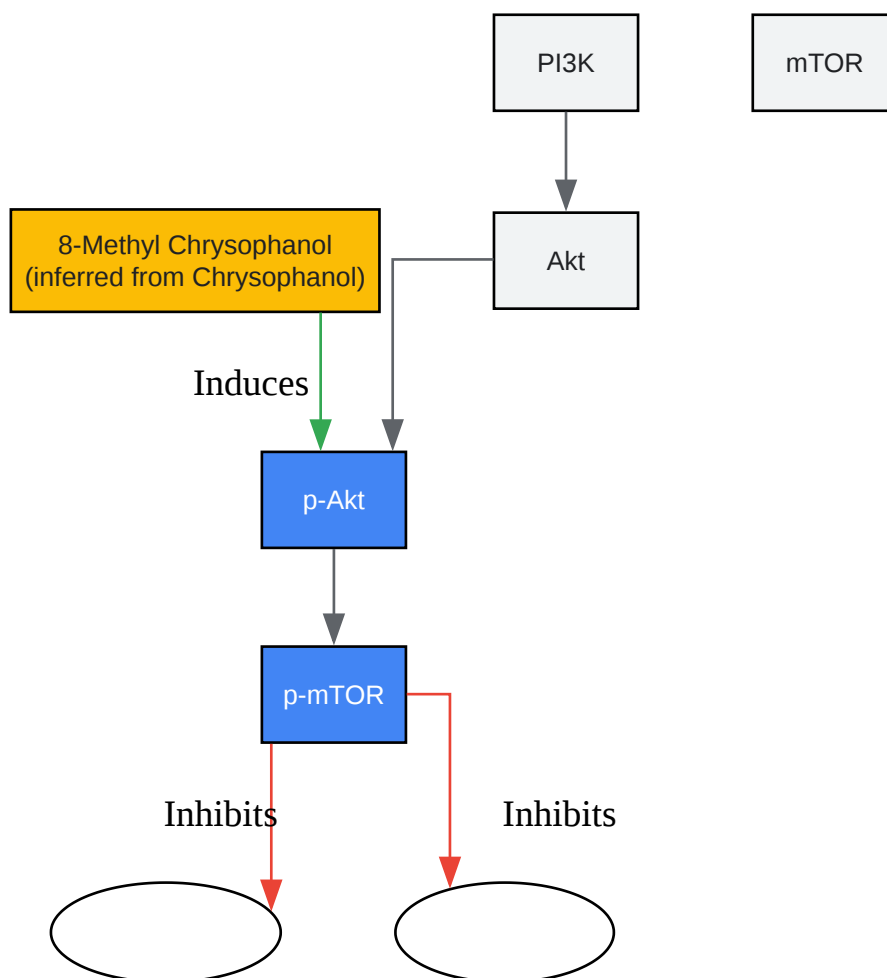 PI3K
mTOR
8-Methyl Chrysophanol
(inferred from Chrysophanol)
Akt
Induces
p-Akt
p-mTOR
Inhibits
Inhibits